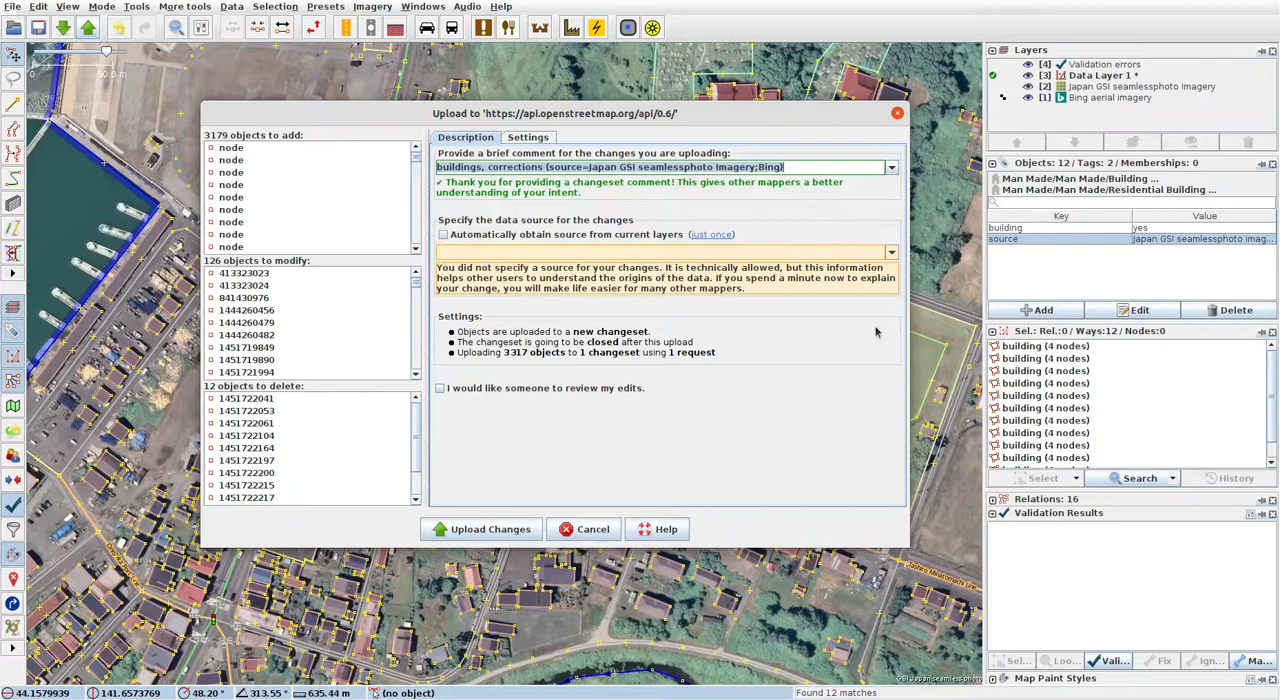 File Edit View Mode Tools More tools Data Selection Presets Imagery Windows Audio Help
0 50.0 m
Upload to 'https://api.openstreetmap.org/api/0.6/'
3179 objects to add:
node
node
node
node
node
node
node
node
node
126 objects to modify:
413323023
413323024
841430976
1444260456
1444260479
1444260482
1451719849
1451719890
1451721994
12 objects to delete:
1451722041
1451722053
1451722061
1451722104
1451722164
1451722197
1451722200
1451722215
1451722217
Description Settings
Provide a brief comment for the changes you are uploading:
buildings, corrections (source=Japan GSI seamlessphoto Imagery;Bing)
✔ Thank you for providing a changeset comment! This gives other mappers a better
understanding of your intent.
Specify the data source for the changes
Automatically obtain source from current layers (just once)
You did not specify a source for your changes. It is technically allowed, but this information
helps other users to understand the origins of the data. If you spend a minute now to explain
your change, you will make life easier for many other mappers.
Settings:
Objects are uploaded to a new changeset.
The changeset is going to be closed after this upload
Uploading 3317 objects to 1 changeset using 1 request
I would like someone to review my edits.
Upload Changes Cancel Help
Layers
[4] Validation errors
[3] Data Layer 1 *
[2] Japan GSI seamlessphoto Imagery
[1] Bing aerial imagery
Objects: 12 / Tags: 2 / Memberships: 0
Man Made/Man Made/Building ...
Man Made/Man Made/Residential Building ...
Key Value
building yes
source Japan GSI seamlessphoto imag...
Add Edit Delete
Sel.: Rel.:0 / Ways:12 / Nodes:0
building (4 nodes)
building (4 nodes)
building (4 nodes)
building (4 nodes)
building (4 nodes)
building (4 nodes)
building (4 nodes)
building (4 nodes)
building (4 nodes)
building (4 nodes)
Select Search History
Relations: 16
Validation Results
Sel... Loo... Vali... Fix Ign... Ma...
Map Paint Styles
44.1579939 141.6573769 48.20 ° 313.55 ° 635.44 m (no object) Found 12 matches